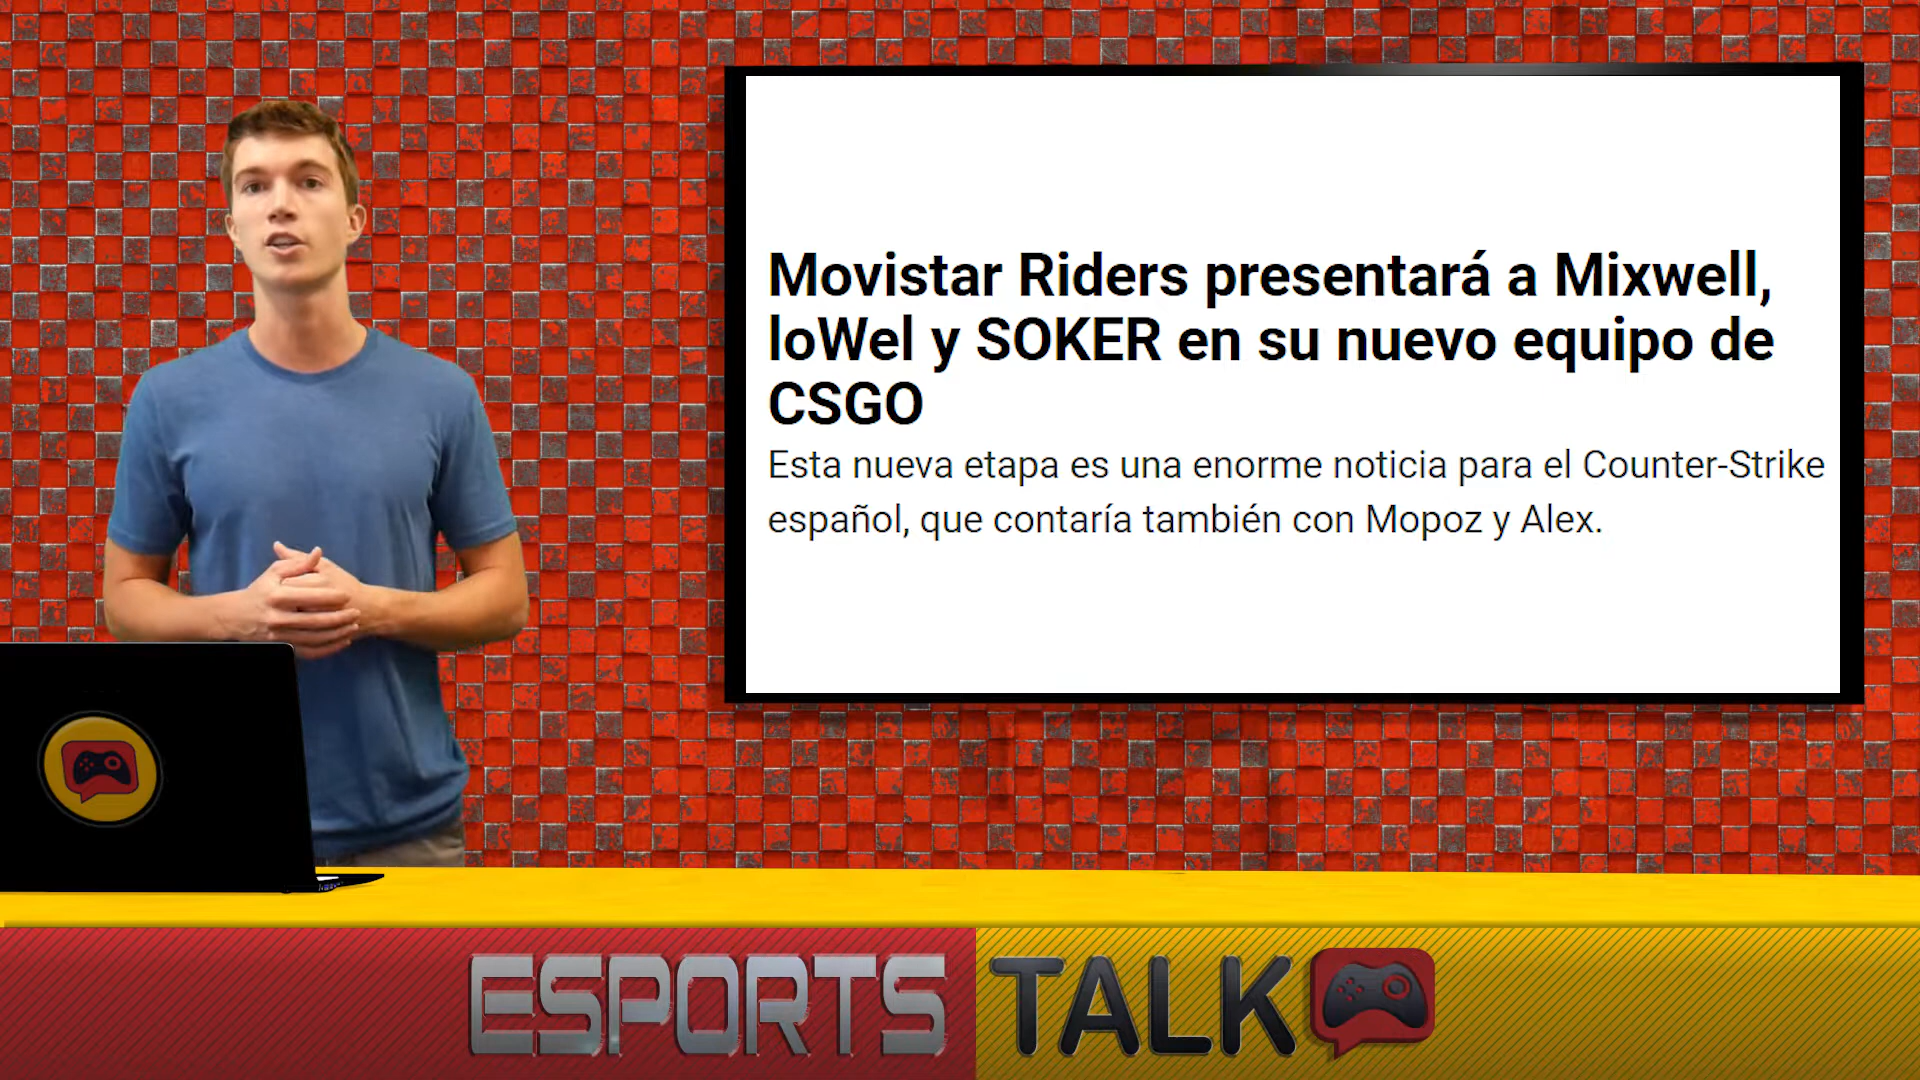 Movistar Riders presentará a Mixwell,
loWel y SOKER en su nuevo equipo de
CSGO
Esta nueva etapa es una enorme noticia para el Counter-Strike
español, que contaría también con Mopoz y Alex.
ESPORTS TALK